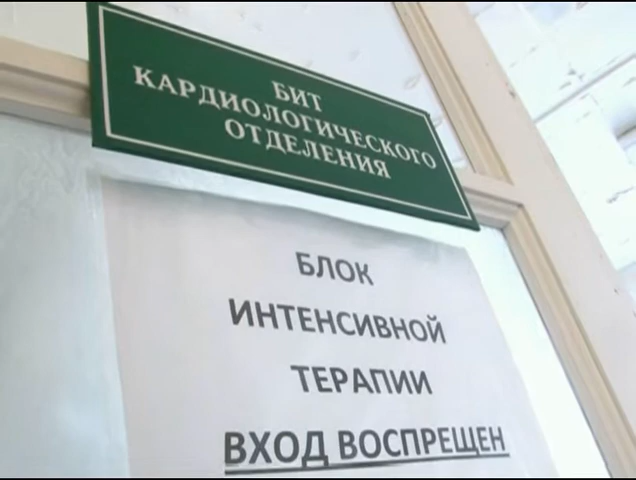 БИТ
КАРДИОЛОГИЧЕСКОГО
ОТДЕЛЕНИЯ
БЛОК
ИНТЕНСИВНОЙ
ТЕРАПИИ
ВХОД ВОСПРЕЩЕН